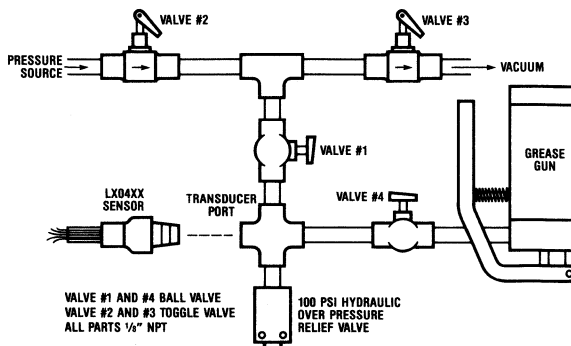 VALVE #2
VALVE #3
PRESSURE
SOURCE
VACUUM
VALVE #1
GREASE
GUN
LX04XX
SENSOR
TRANSDUCER
PORT
VALVE #4
VALVE #1 AND #4 BALL VALVE
VALVE #2 AND #3 TOGGLE VALVE
ALL PARTS ⅛" NPT
100 PSI HYDRAULIC
OVER PRESSURE
RELIEF VALVE